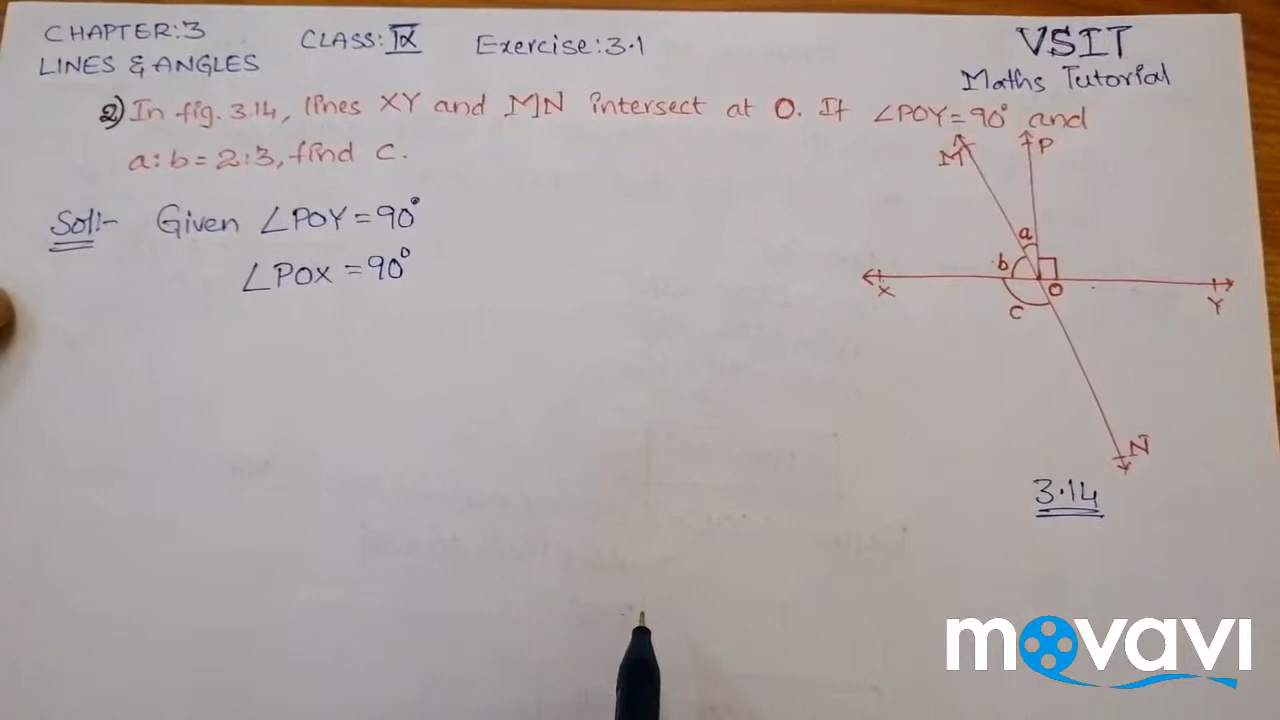 CHAPTER:3
LINES & ANGLES
CLASS: IX
Exercise: 3.1
VSIT
Maths Tutorial
2) In fig. 3.14, lines XY and MN intersect at O. If ∠POY = 90° and
a:b = 2:3, find c.
Sol:- Given ∠POY = 90°
∠POX = 90°
M
P
a
b
X
O
Y
c
N
3.14
movavi